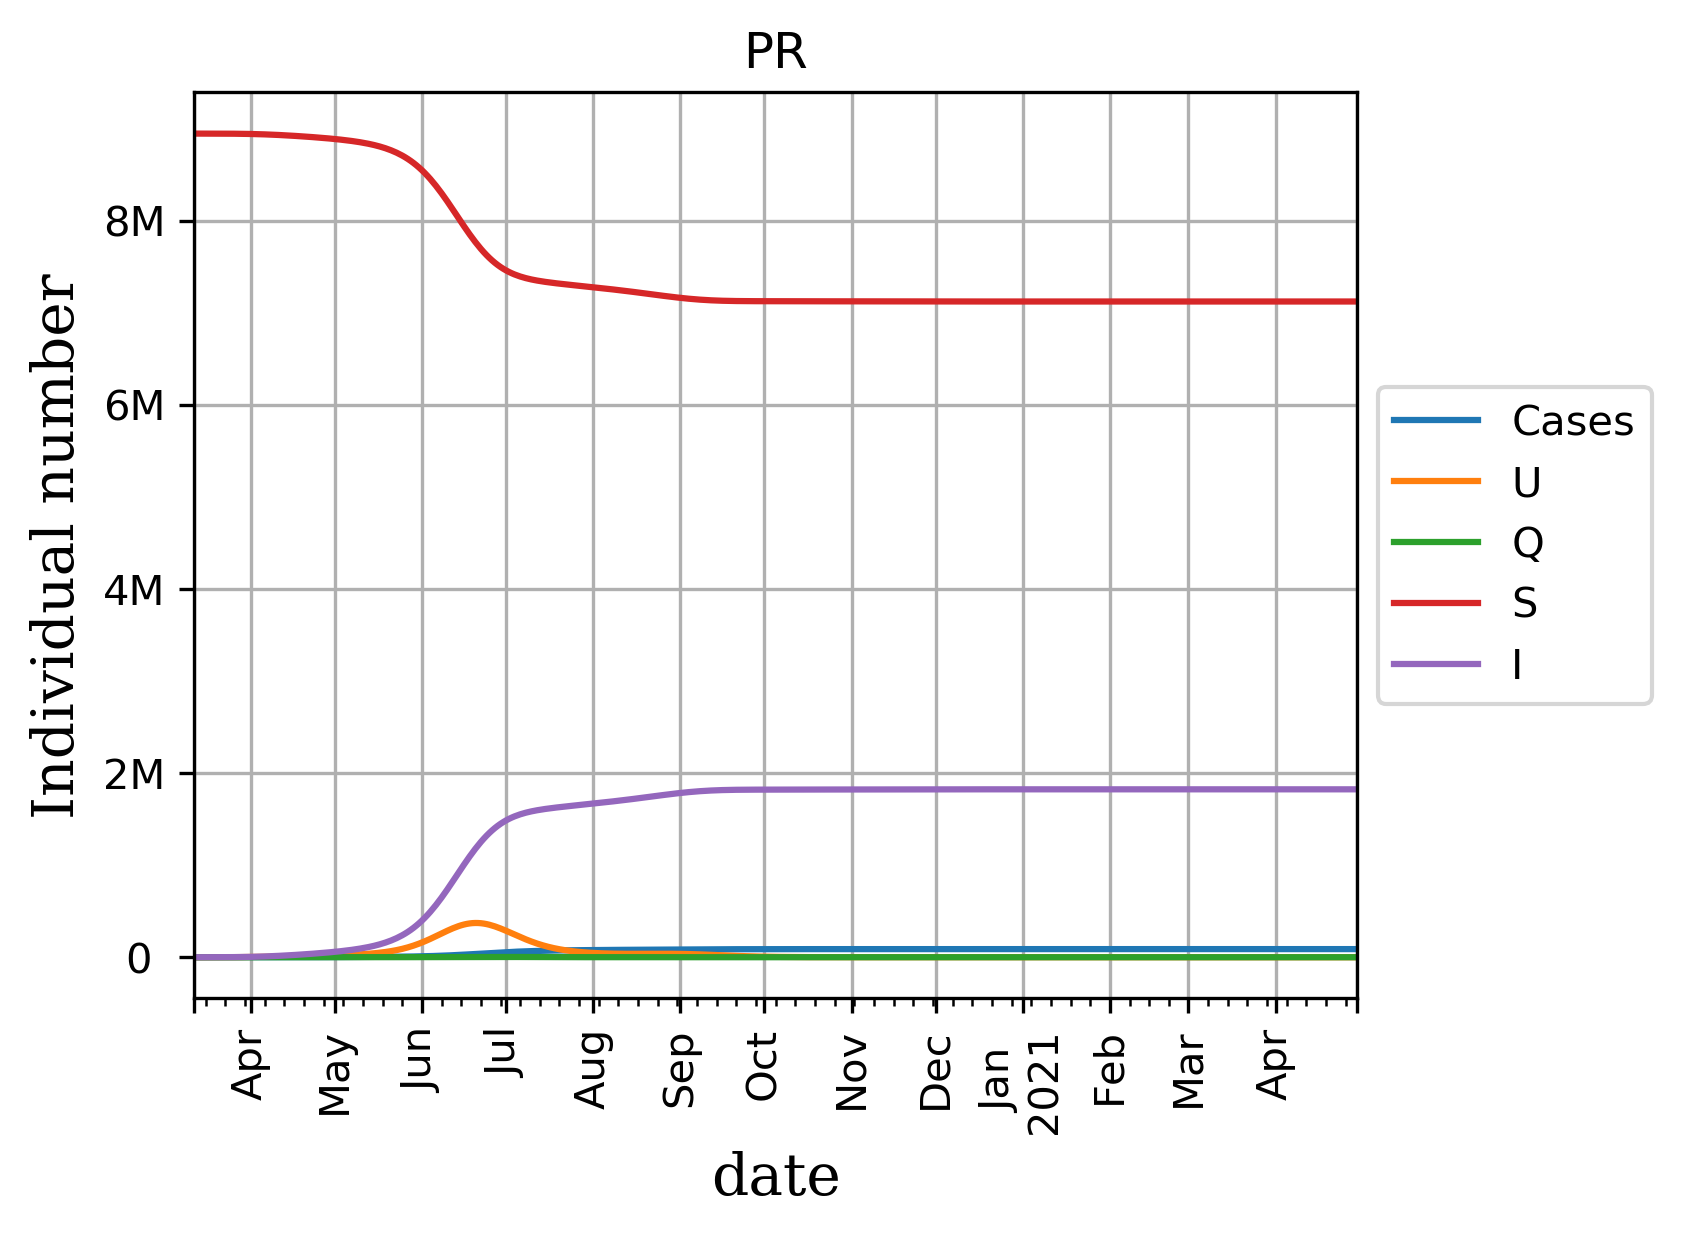 PR
Individual number
8M
6M
4M
2M
0
Apr
May
Jun
Jul
Aug
Sep
Oct
Nov
Dec
Jan
2021
Feb
Mar
Apr
date
Cases
U
Q
S
I